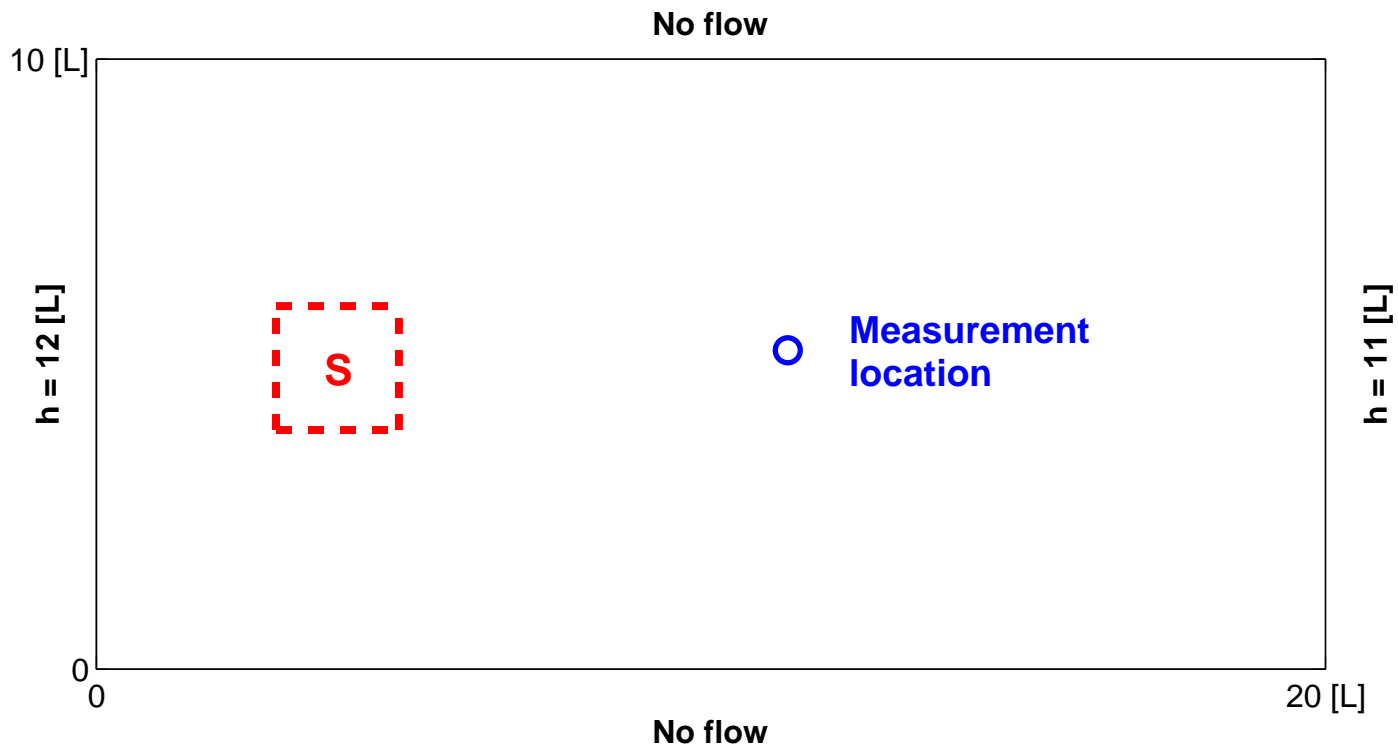 No flow
10 [L]
h = 12 [L]
S
Measurement
location
h = 11 [L]
0
0
20 [L]
No flow